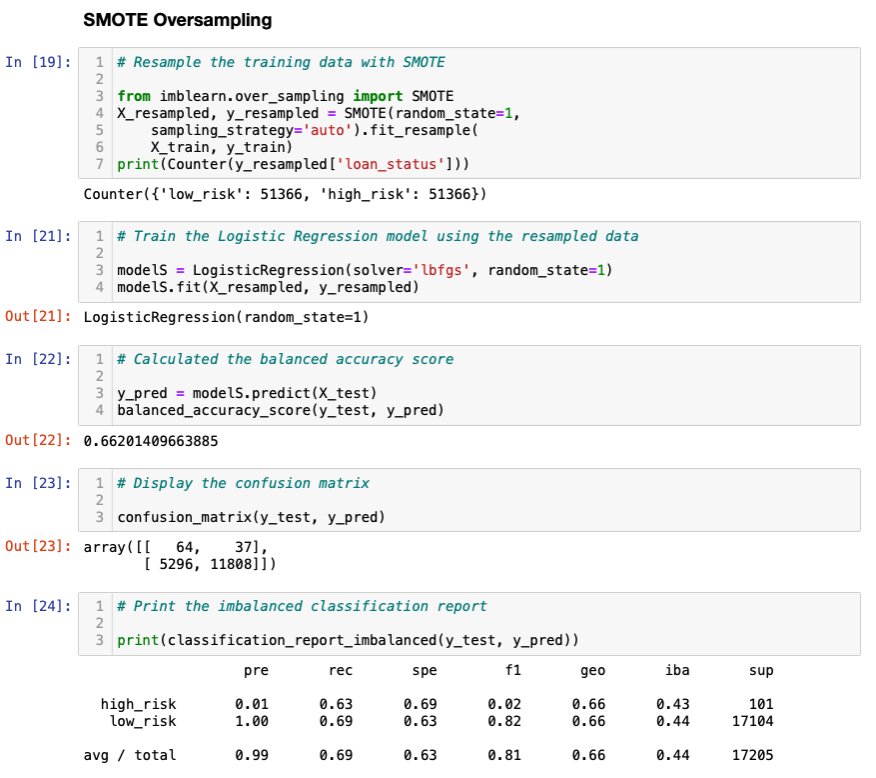 SMOTE Oversampling
In [19]:
1 # Resample the training data with SMOTE
2
3 from imblearn.over_sampling import SMOTE
4 X_resampled, y_resampled = SMOTE(random_state=1,
5     sampling_strategy='auto').fit_resample(
6     X_train, y_train)
7 print(Counter(y_resampled['loan_status']))
Counter({'low_risk': 51366, 'high_risk': 51366})
In [21]:
1 # Train the Logistic Regression model using the resampled data
2
3 modelS = LogisticRegression(solver='lbfgs', random_state=1)
4 modelS.fit(X_resampled, y_resampled)
Out[21]: LogisticRegression(random_state=1)
In [22]:
1 # Calculated the balanced accuracy score
2
3 y_pred = modelS.predict(X_test)
4 balanced_accuracy_score(y_test, y_pred)
Out[22]: 0.66201409663885
In [23]:
1 # Display the confusion matrix
2
3 confusion_matrix(y_test, y_pred)
Out[23]: array([[   64,    37],
       [ 5296, 11808]])
In [24]:
1 # Print the imbalanced classification report
2
3 print(classification_report_imbalanced(y_test, y_pred))
pre rec spe f1 geo iba sup
high_risk 0.01 0.63 0.69 0.02 0.66 0.43 101
low_risk 1.00 0.69 0.63 0.82 0.66 0.44 17104
avg / total 0.99 0.69 0.63 0.81 0.66 0.44 17205